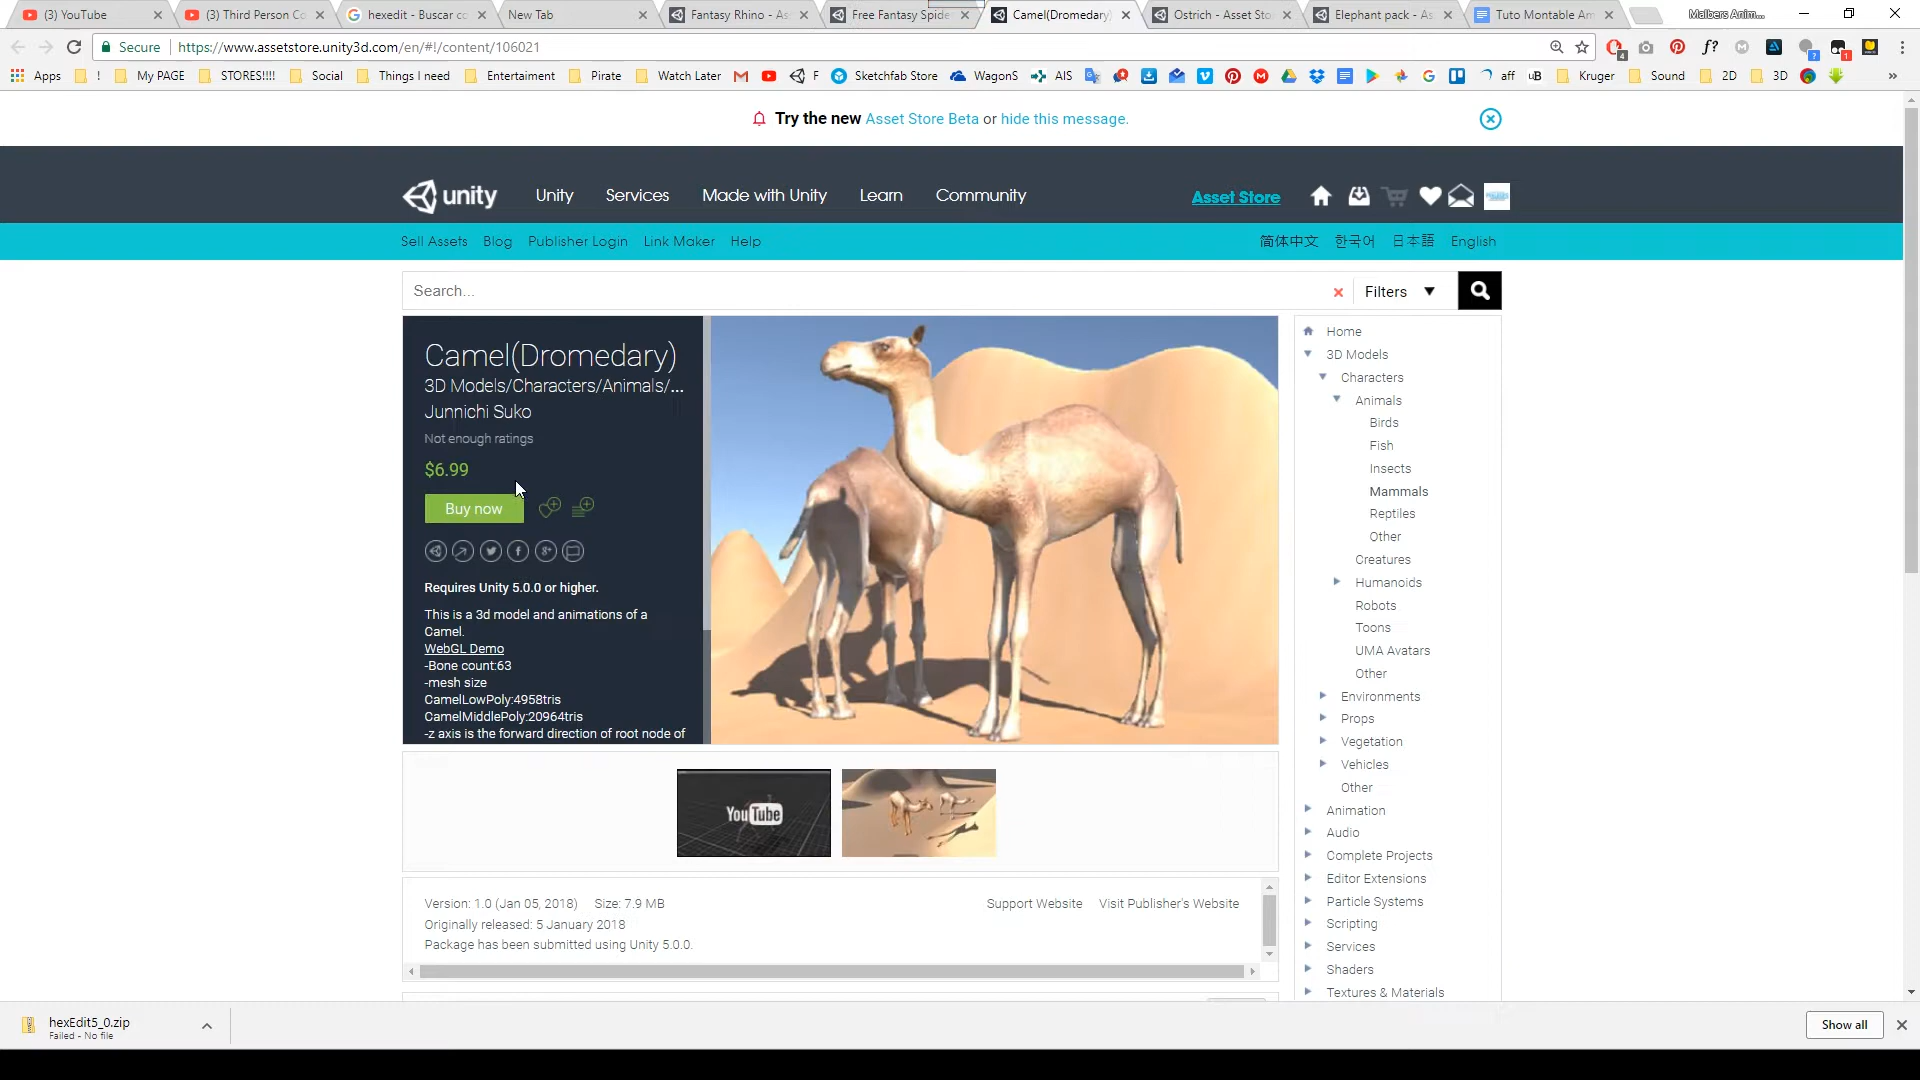 (3) YouTube
(3) Third Person Co
hexedit - Buscar co
New Tab
Fantasy Rhino - As
Free Fantasy Spide
Camel(Dromedary)
Ostrich - Asset Sto
Elephant pack - As
Tuto Montable An
Malbers Anim...
Secure
https://www.assetstore.unity3d.com/en/#!/content/106021
Apps
!
My PAGE
STORES!!!!
Social
Things I need
Entertaiment
Pirate
Watch Later
F
Sketchfab Store
WagonS
AIS
aff
uB
Kruger
Sound
2D
3D
Try the new Asset Store Beta or hide this message.
unity
Unity
Services
Made with Unity
Learn
Community
Asset Store
Sell Assets
Blog
Publisher Login
Link Maker
Help
简体中文
한국어
日本語
English
Search...
Filters
Camel(Dromedary)
3D Models/Characters/Animals/...
Junnichi Suko
Not enough ratings
$6.99
Buy now
Requires Unity 5.0.0 or higher.
This is a 3d model and animations of a
Camel.
WebGL Demo
-Bone count:63
-mesh size
CamelLowPoly:4958tris
CamelMiddlePoly:20964tris
-z axis is the forward direction of root node of
YouTube
Version: 1.0 (Jan 05, 2018)
Size: 7.9 MB
Support Website
Visit Publisher's Website
Originally released: 5 January 2018
Package has been submitted using Unity 5.0.0.
Home
3D Models
Characters
Animals
Birds
Fish
Insects
Mammals
Reptiles
Other
Creatures
Humanoids
Robots
Toons
UMA Avatars
Other
Environments
Props
Vegetation
Vehicles
Other
Animation
Audio
Complete Projects
Editor Extensions
Particle Systems
Scripting
Services
Shaders
Textures & Materials
hexEdit5_0.zip
Failed - No file
Show all